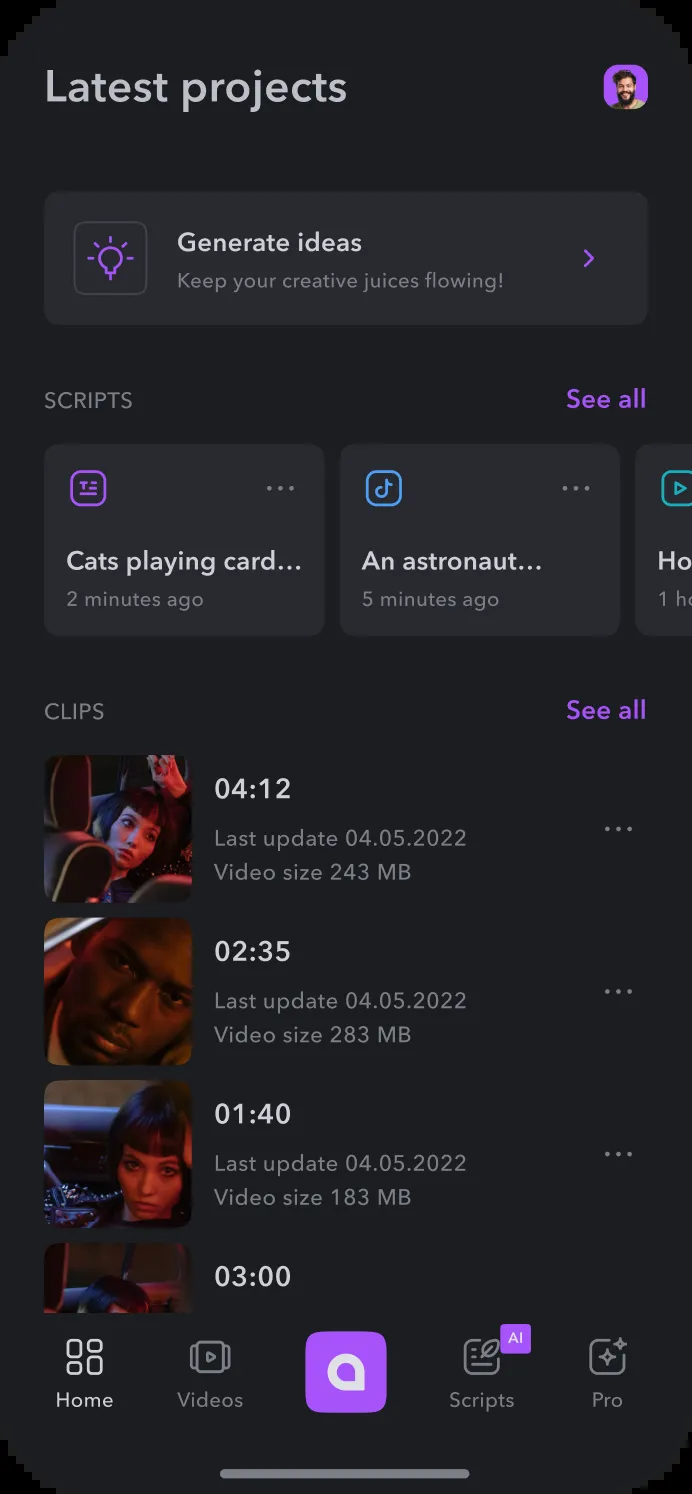 Latest projects
Generate ideas
Keep your creative juices flowing!
SCRIPTS
See all
Cats playing card...
2 minutes ago
An astronaut...
5 minutes ago
Ho
1 ho
CLIPS
See all
04:12
Last update 04.05.2022
Video size 243 MB
02:35
Last update 04.05.2022
Video size 283 MB
01:40
Last update 04.05.2022
Video size 183 MB
03:00
AI
Home
Videos
Scripts
Pro